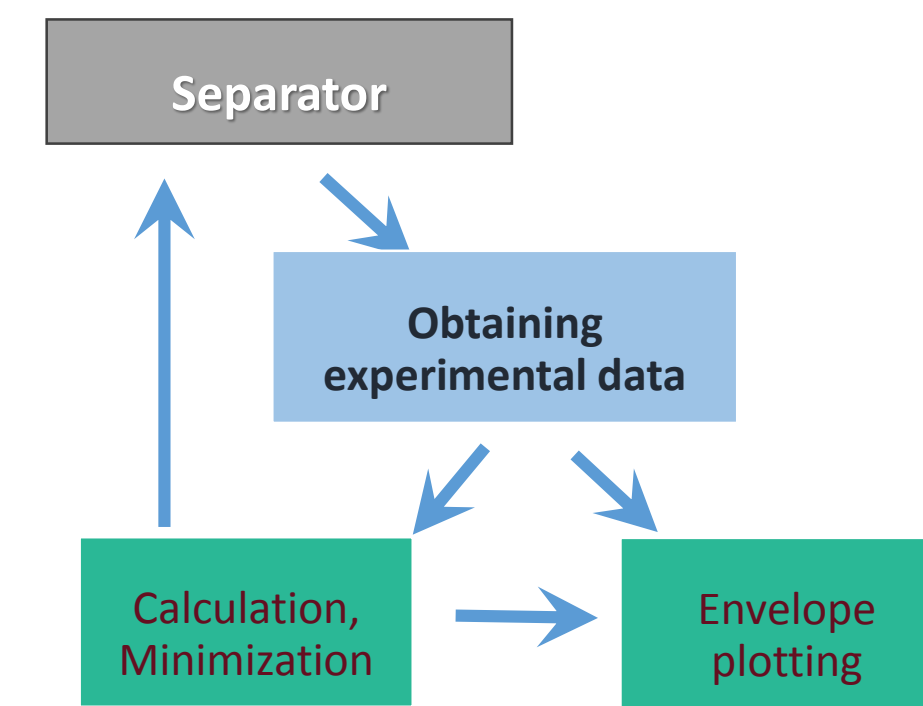 Separator
Obtaining
experimental data
Calculation,
Minimization
Envelope
plotting